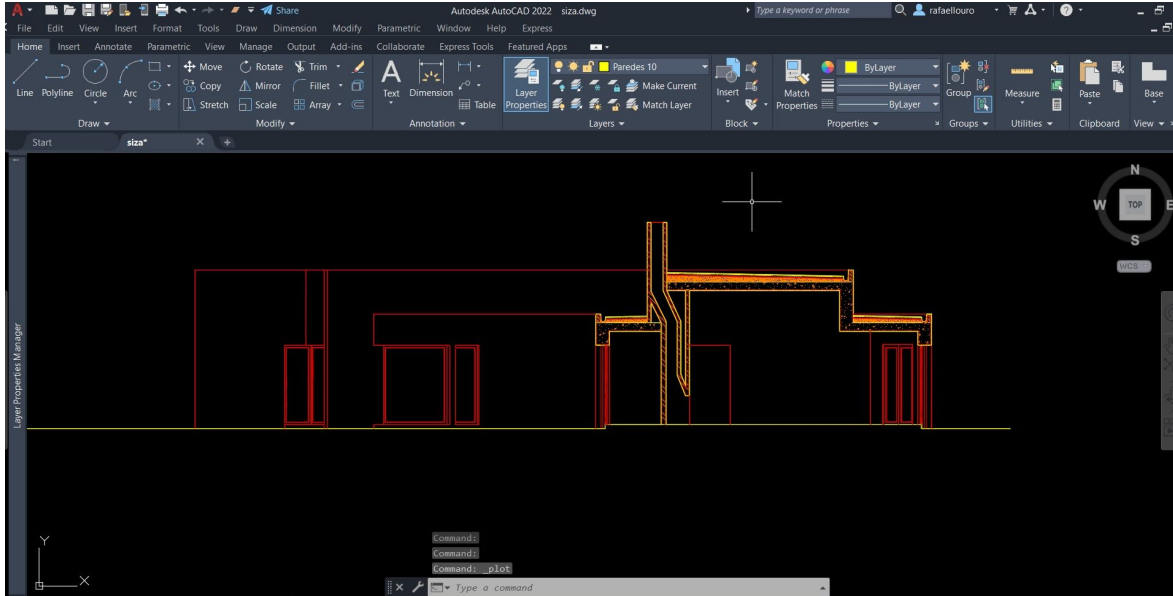 Share Autodesk AutoCAD 2022 siza.dwg Type a keyword or phrase rafaellouro
File Edit View Insert Format Tools Draw Dimension Modify Parametric Window Help Express
Home Insert Annotate Parametric View Manage Output Add-ins Collaborate Express Tools Featured Apps
Line Polyline Circle Arc
Move Rotate Trim
Copy Mirror Fillet
Stretch Scale Array
Text Dimension Table
Layer Properties
Paredes 10
Make Current
Match Layer
Insert
Match Properties
ByLayer
ByLayer
ByLayer
Group
Measure
Paste
Base
Draw Modify Annotation Layers Block Properties Groups Utilities Clipboard View
Start siza*
Layer Properties Manager
N
W TOP E
S
WCS
Y
X
Command:
Command:
Command: _plot
Type a command